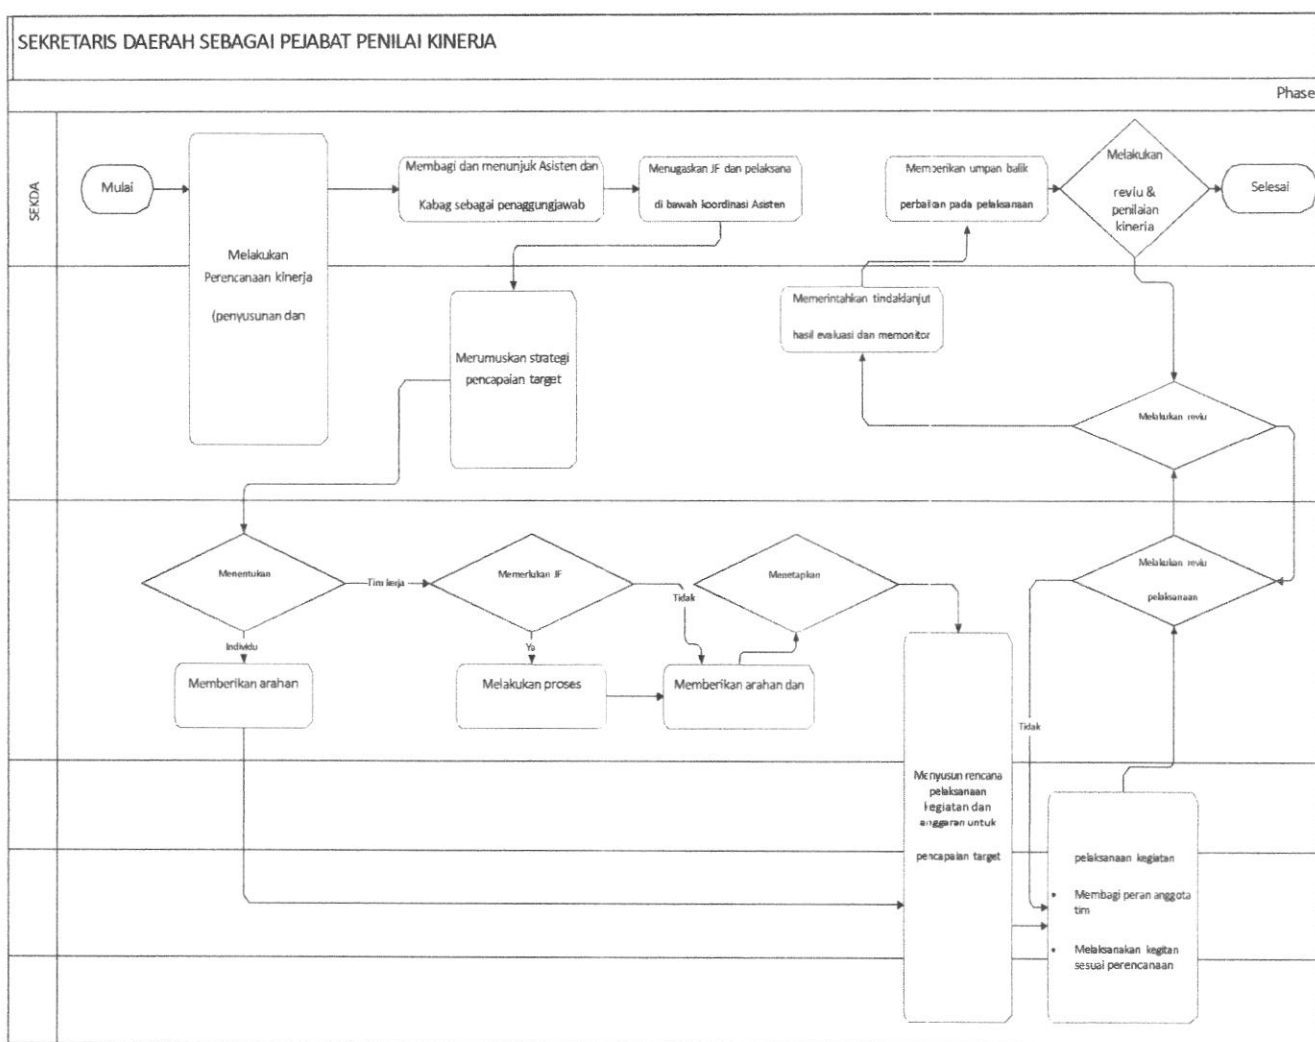 SEKRETARIS DAERAH SEBAGAI PEJABAT PENILAI KINERJA
Phase
SEKDA
Mulai
Melakukan
Perencanaan kinerja
(penyusunan dan
Membagi dan menunjuk Asisten dan
Kabag sebagai penaggungjawab
Menugaskan JF dan pelaksana
di bawah koordinasi Asisten
Memberikan umpan balik
perbaikan pada pelaksanaan
Melakukan
reviu &
penilaian
kinerja
Selesai
Merumuskan strategi
pencapaian target
Memerintahkan tindaklanjut
hasil evaluasi dan memonitor
Melakukan reviu
Menentukan
Tim kerja
Memerlukan JF
Tidak
Menetapkan
Melakukan reviu
pelaksanaan
Individu
Ya
Memberikan arahan
Melakukan proses
Memberikan arahan dan
Tidak
Menyusun rencana
pelaksanaan
kegiatan dan
anggaran untuk
pencapaian target
pelaksanaan kegiatan
• Membagi peran anggota
tim
• Melaksanakan kegitan
sesuai perencanaan